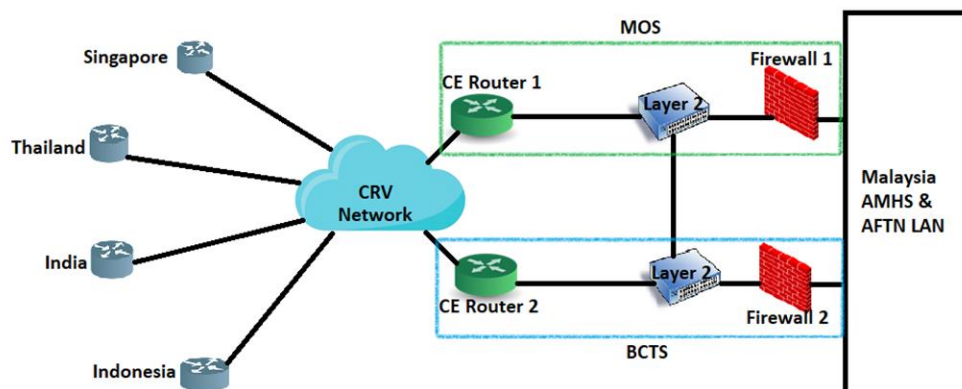 MOS
Singapore
Firewall 1
CE Router 1
Layer 2
Thailand
Malaysia
AMHS &
AFTN LAN
CRV
Network
India
Layer 2
CE Router 2
Firewall 2
Indonesia
BCTS